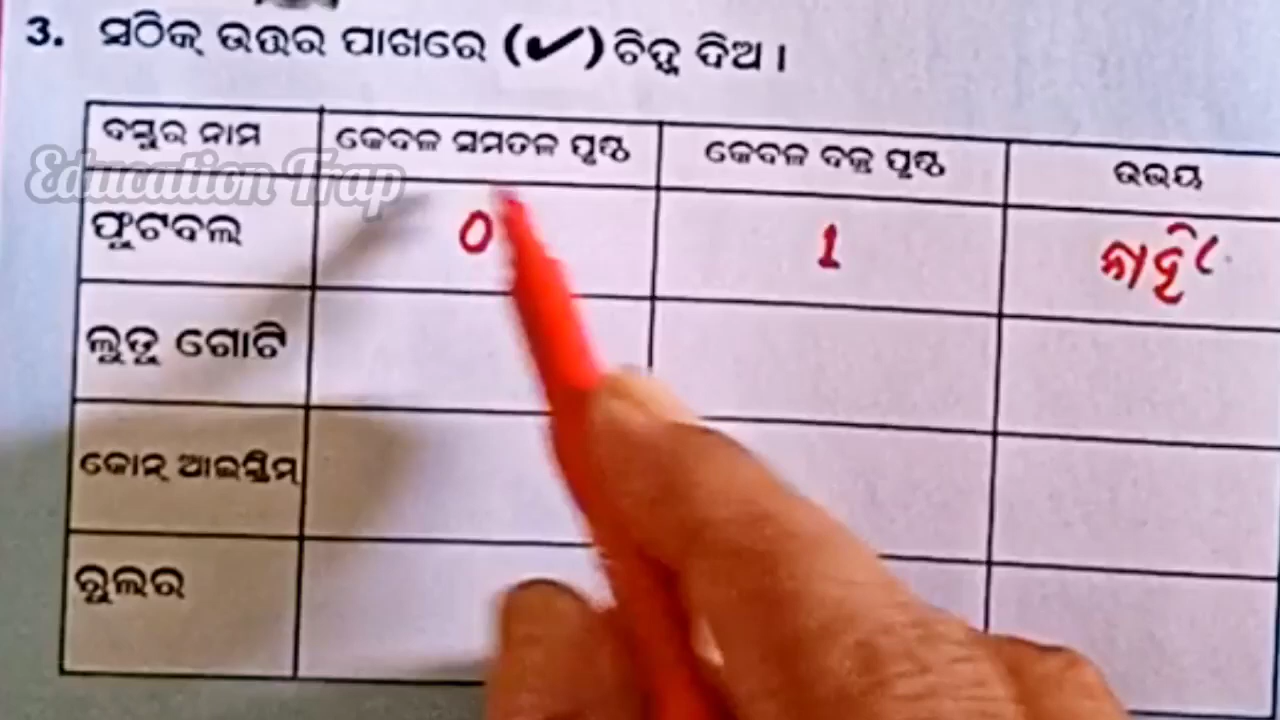 3. ସଠିକ୍ ଉତ୍ତର ପାଖରେ (✔) ଚିହ୍ନ ଦିଅ ।
ବସ୍ତୁର ନାମ କେବଳ ସମତଳ ପୃଷ୍ଠ କେବଳ ବକ୍ର ପୃଷ୍ଠ ଉଭୟ
Education Trap
ଫୁଟବଲ 0 1 ନାହିଁ
ଲୁଡୁ ଗୋଟି
କୋନ୍ ଆଇସ୍କ୍ରିମ୍
ରୁଲର